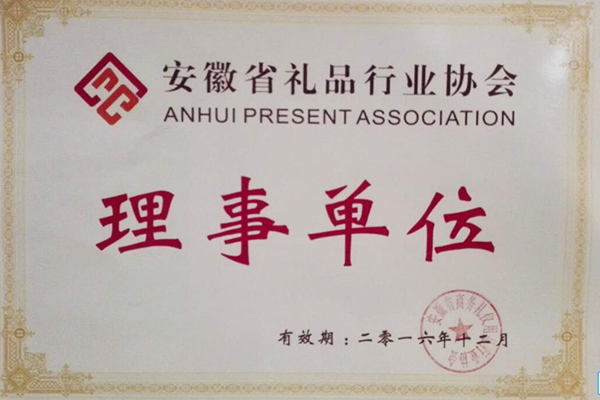 安徽省礼品行业协会
ANHUI PRESENT ASSOCIATION
理事单位
有效期：二零一六年十二月